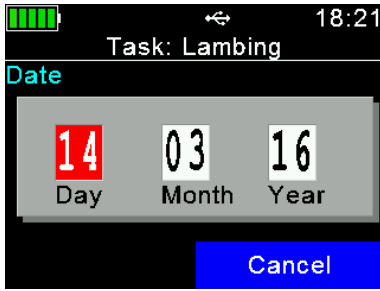 18:21
Task: Lambing
Date
14 03 16
Day Month Year
Cancel